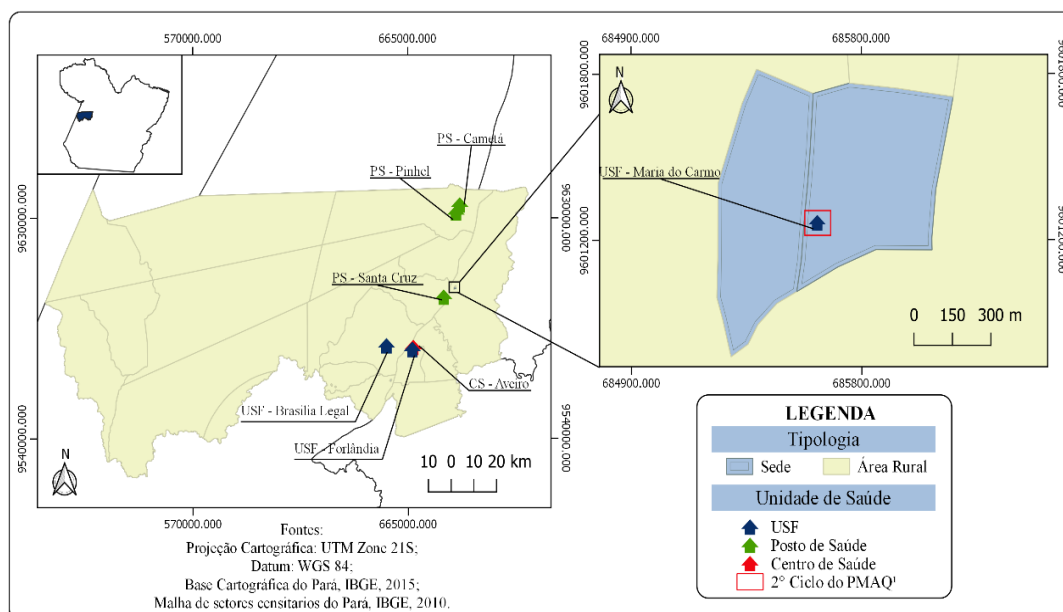 570000.000
665000.000
684900.000
685800.000
N
9601800.000
9601800.000
PS - Cametá
PS - Pinhel
USF - Maria do Carmo
9630000.000
9630000.000
9601200.000
9601200.000
PS - Santa Cruz
0 150 300 m
CS - Aveiro
684900.000
685800.000
USF - Brasília Legal
USF - Forlândia
9540000.000
9540000.000
N
10 0 10 20 km
570000.000
665000.000
LEGENDA
Tipologia
Sede
Área Rural
Unidade de Saúde
USF
Posto de Saúde
Centro de Saúde
2° Ciclo do PMAQ¹
Fontes:
Projeção Cartográfica: UTM Zone 21S;
Datum: WGS 84;
Base Cartográfica do Pará, IBGE, 2015;
Malha de setores censitarios do Pará, IBGE, 2010.